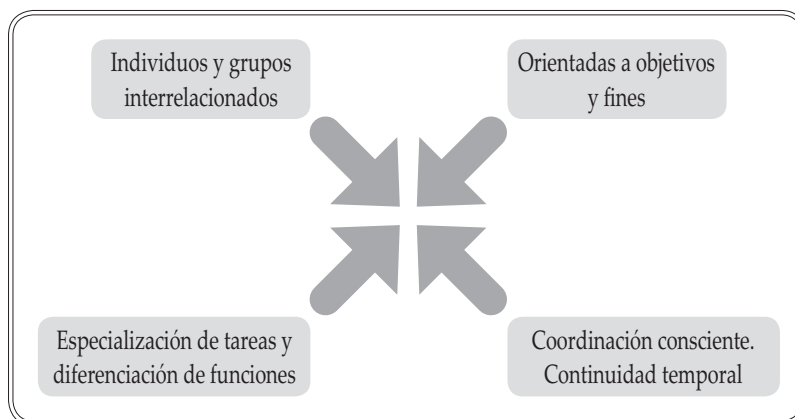 Individuos y grupos
interrelacionados
Orientadas a objetivos
y fines
Especialización de tareas y
diferenciación de funciones
Coordinación consciente.
Continuidad temporal